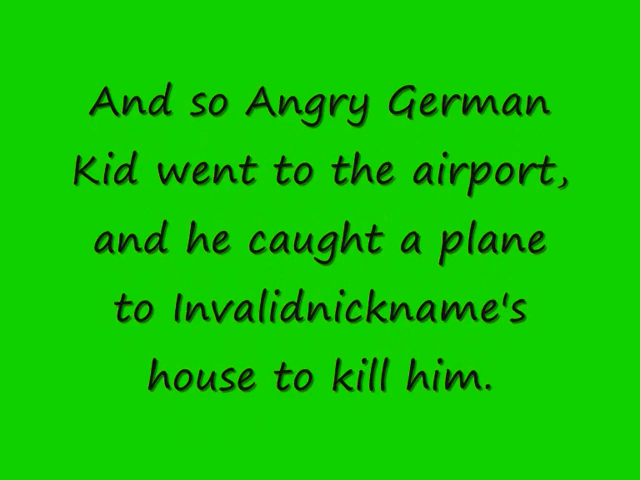 And so Angry German
Kid went to the airport,
and he caught a plane
to Invalidnickname's
house to kill him.